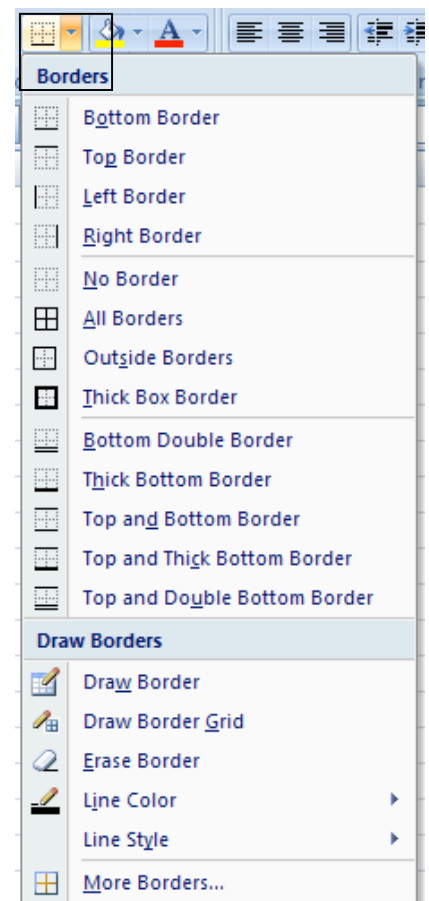 A
Borders
Bottom Border
Top Border
Left Border
Right Border
No Border
All Borders
Outside Borders
Thick Box Border
Bottom Double Border
Thick Bottom Border
Top and Bottom Border
Top and Thick Bottom Border
Top and Double Bottom Border
Draw Borders
Draw Border
Draw Border Grid
Erase Border
Line Color
Line Style
More Borders...